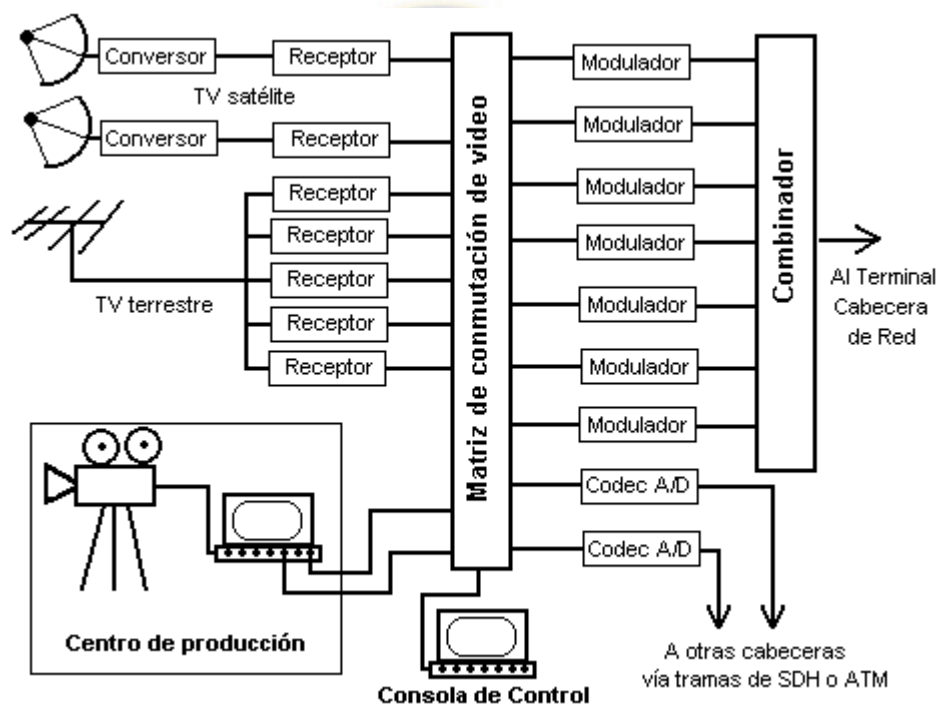 Conversor
Receptor
TV satélite
Conversor
Receptor
Receptor
Receptor
Receptor
Receptor
Receptor
TV terrestre
Matriz de conmutación de video
Modulador
Modulador
Modulador
Modulador
Modulador
Modulador
Modulador
Codec A/D
Codec A/D
Combinador
Al Terminal
Cabecera
de Red
Centro de producción
Consola de Control
A otras cabeceras
vía tramas de SDH o ATM